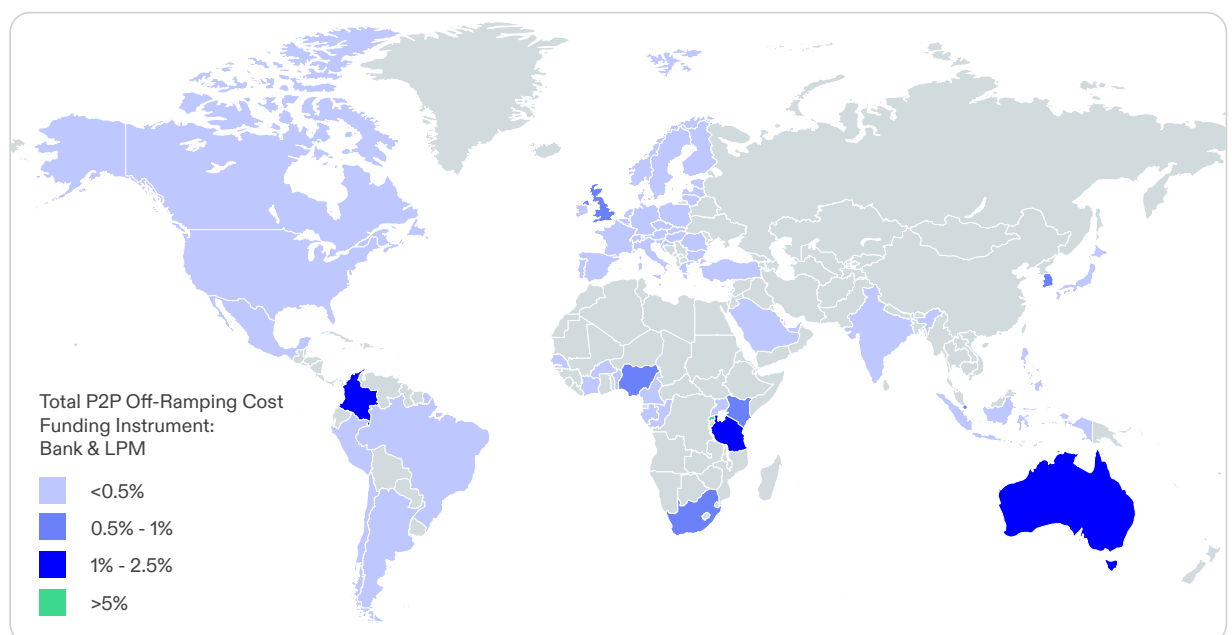 Total P2P Off-Ramping Cost
Funding Instrument:
Bank & LPM
<0.5%
0.5% - 1%
1% - 2.5%
>5%